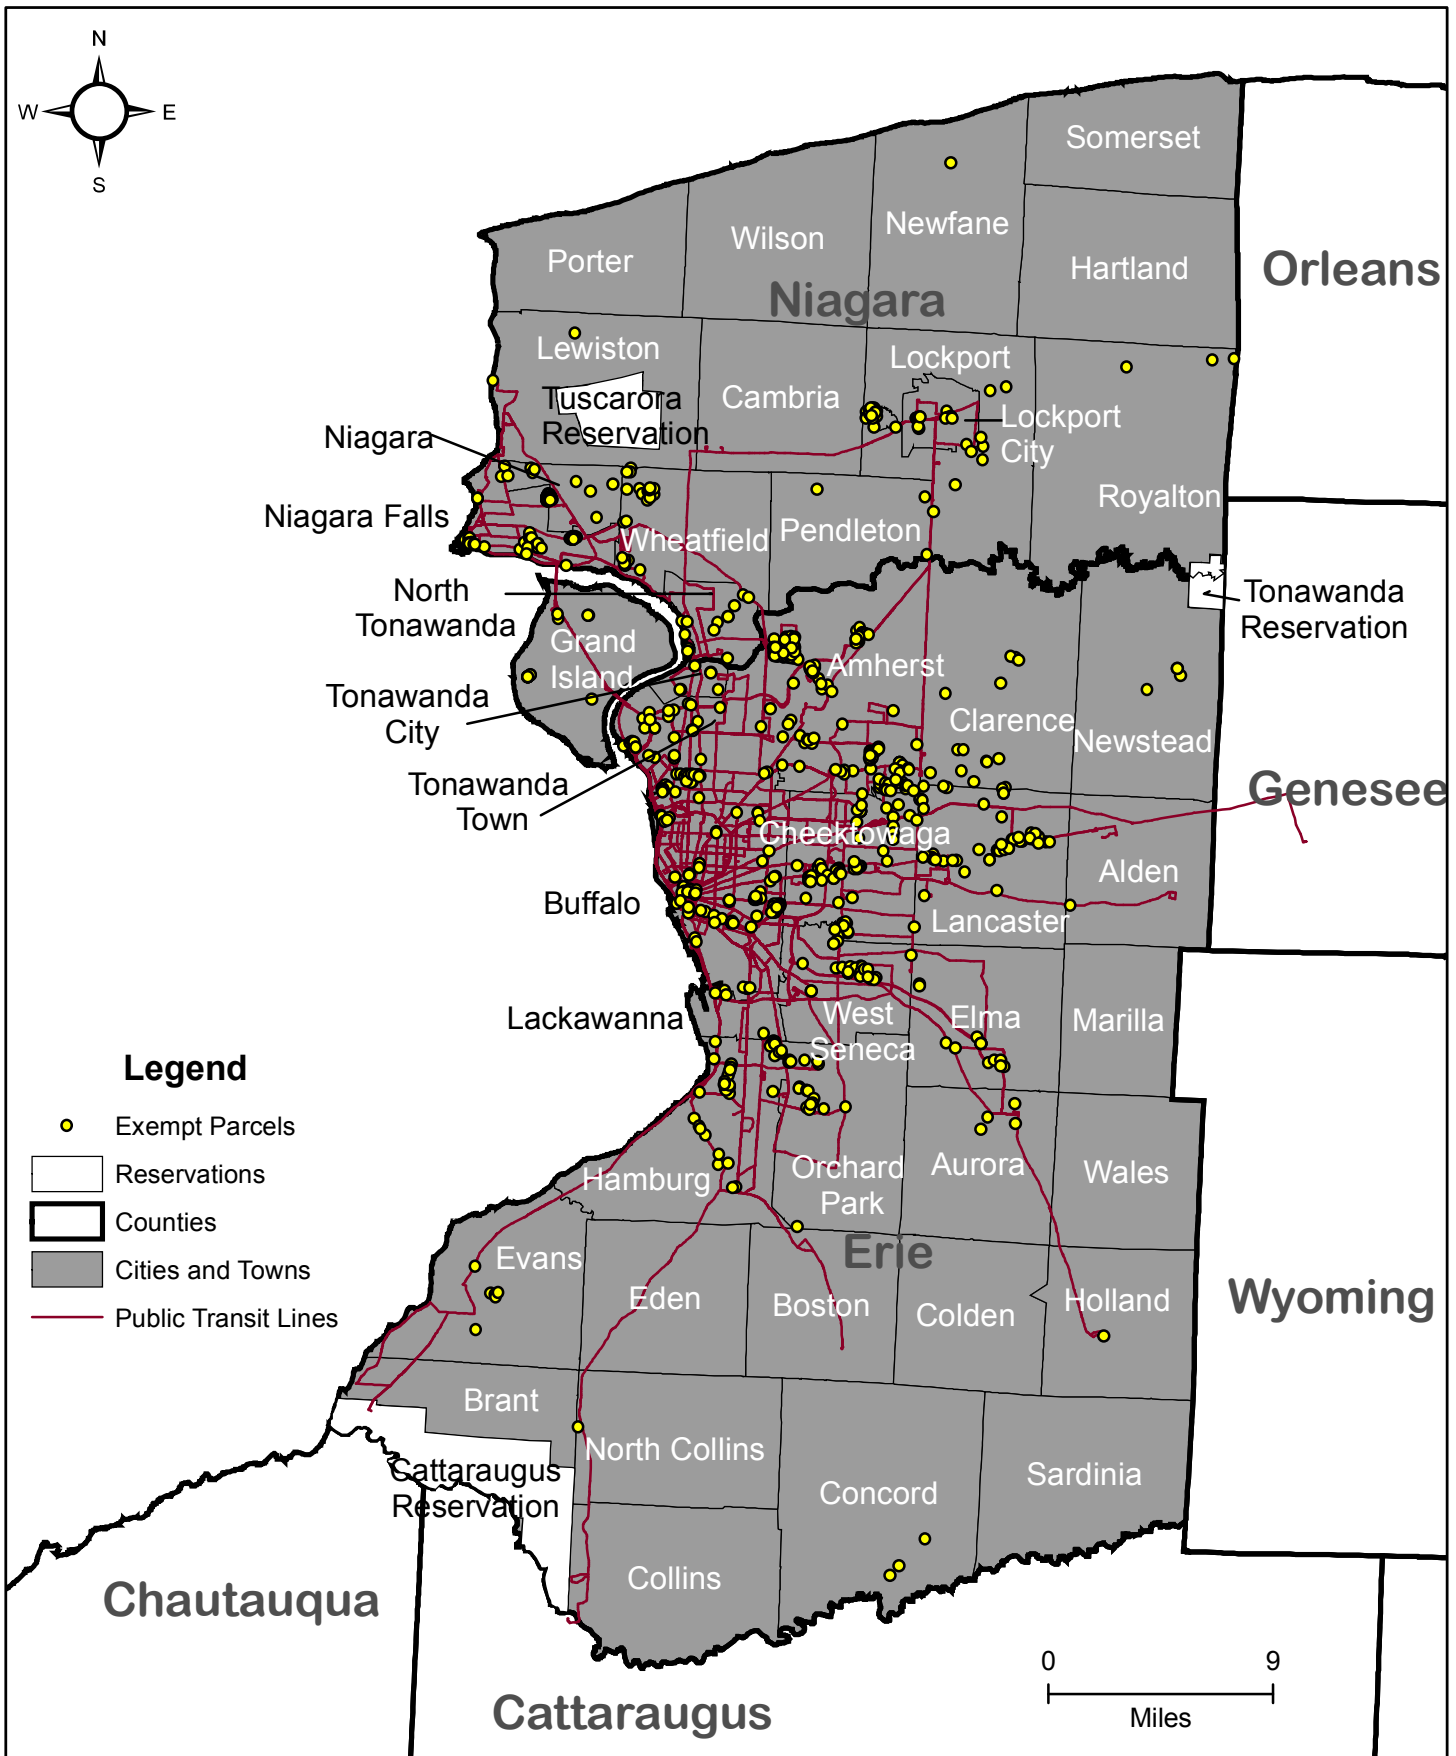 N
W
E
S
Somerset
Newfane
Wilson
Porter
Hartland
Orleans
Niagara
Lewiston
Lockport
Cambria
Tuscarora
Reservation
Lockport
City
Niagara
Royalton
Niagara Falls
Wheatfield
Pendleton
North
Tonawanda
Tonawanda
Reservation
Grand
Island
Amherst
Tonawanda
City
Clarence
Newstead
Tonawanda
Town
Genesee
Cheektowaga
Alden
Buffalo
Lancaster
Lackawanna
West
Seneca
Elma
Marilla
Legend
Exempt Parcels
Reservations
Counties
Cities and Towns
Public Transit Lines
Hamburg
Orchard
Park
Aurora
Wales
Erie
Evans
Eden
Boston
Colden
Holland
Wyoming
Brant
North Collins
Cattaraugus
Reservation
Concord
Sardinia
Collins
Chautauqua
Cattaraugus
0 9
Miles